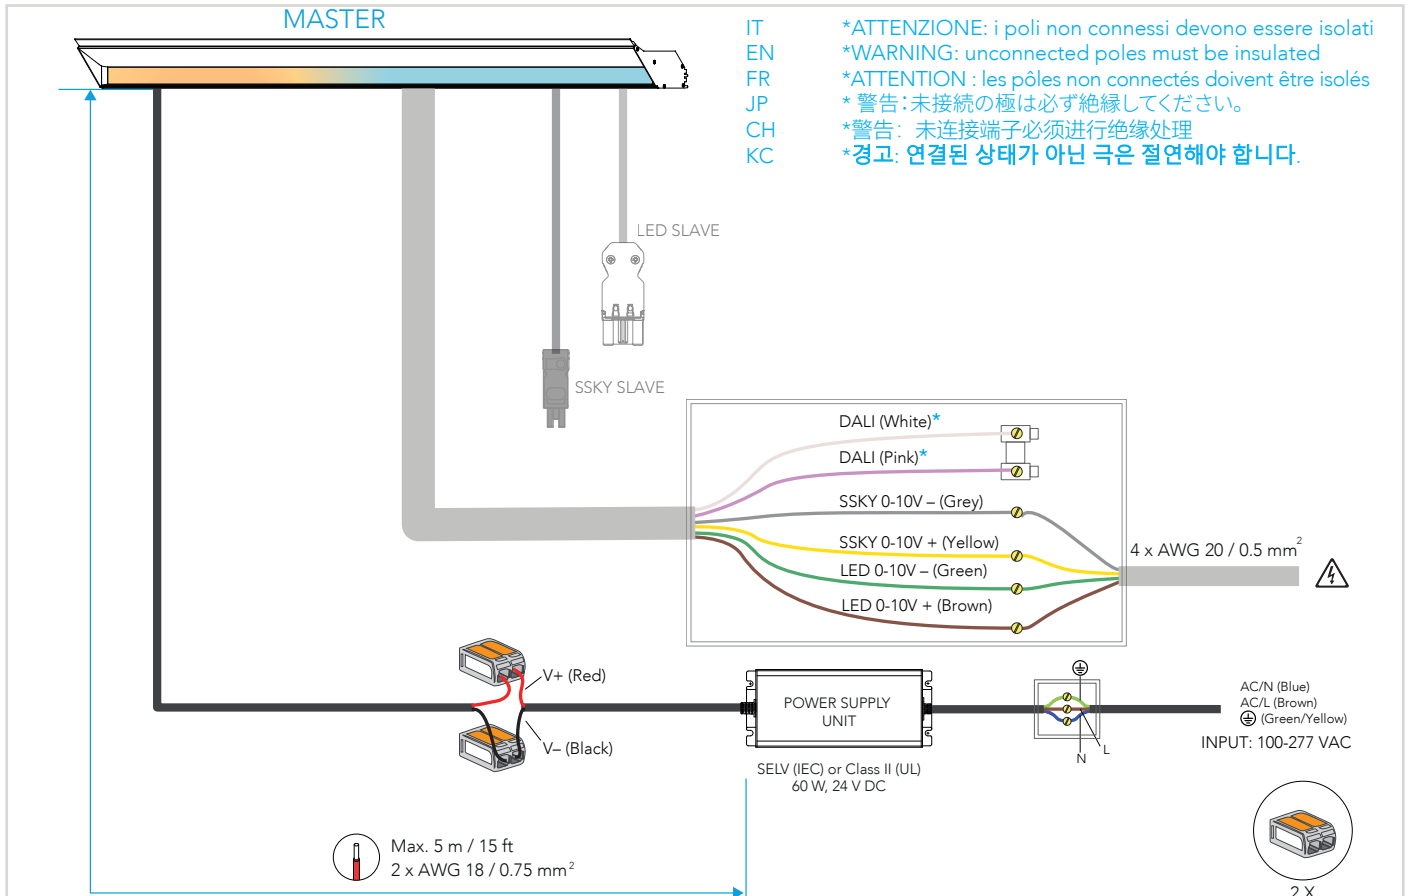 MASTER
IT *ATTENZIONE: i poli non connessi devono essere isolati
EN *WARNING: unconnected poles must be insulated
FR *ATTENTION : les pôles non connectés doivent être isolés
JP * 警告：未接続の極は必ず絶縁してください。
CH *警告： 未连接端子必须进行绝缘处理
KC *경고: 연결된 상태가 아닌 극은 절연해야 합니다.
LED SLAVE
SSKY SLAVE
DALI (White)*
DALI (Pink)*
SSKY 0-10V – (Grey)
SSKY 0-10V + (Yellow)
LED 0-10V – (Green)
LED 0-10V + (Brown)
4 x AWG 20 / 0.5 mm²
V+ (Red)
V– (Black)
POWER SUPPLY
UNIT
SELV (IEC) or Class II (UL)
60 W, 24 V DC
N
L
AC/N (Blue)
AC/L (Brown)
(Green/Yellow)
INPUT: 100-277 VAC
Max. 5 m / 15 ft
2 x AWG 18 / 0.75 mm²
2 X